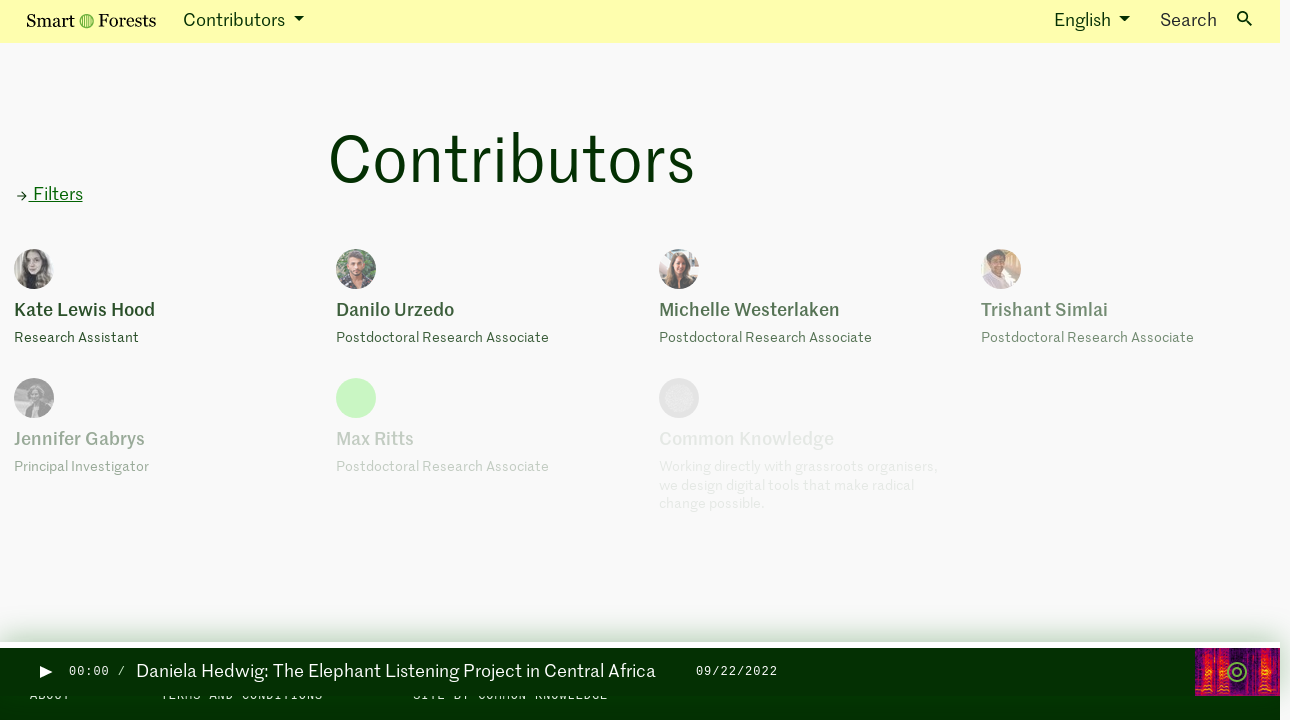 Smart Forests
Contributors
English
Search
Contributors
Filters
Kate Lewis Hood
Research Assistant
Danilo Urzedo
Postdoctoral Research Associate
Michelle Westerlaken
Postdoctoral Research Associate
Trishant Simlai
Postdoctoral Research Associate
Jennifer Gabrys
Principal Investigator
Max Ritts
Postdoctoral Research Associate
Common Knowledge
Working directly with grassroots organisers,
we design digital tools that make radical
change possible.
00:00 /
Daniela Hedwig: The Elephant Listening Project in Central Africa
09/22/2022
ABOUT
TERMS AND CONDITIONS
SITE BY COMMON KNOWLEDGE